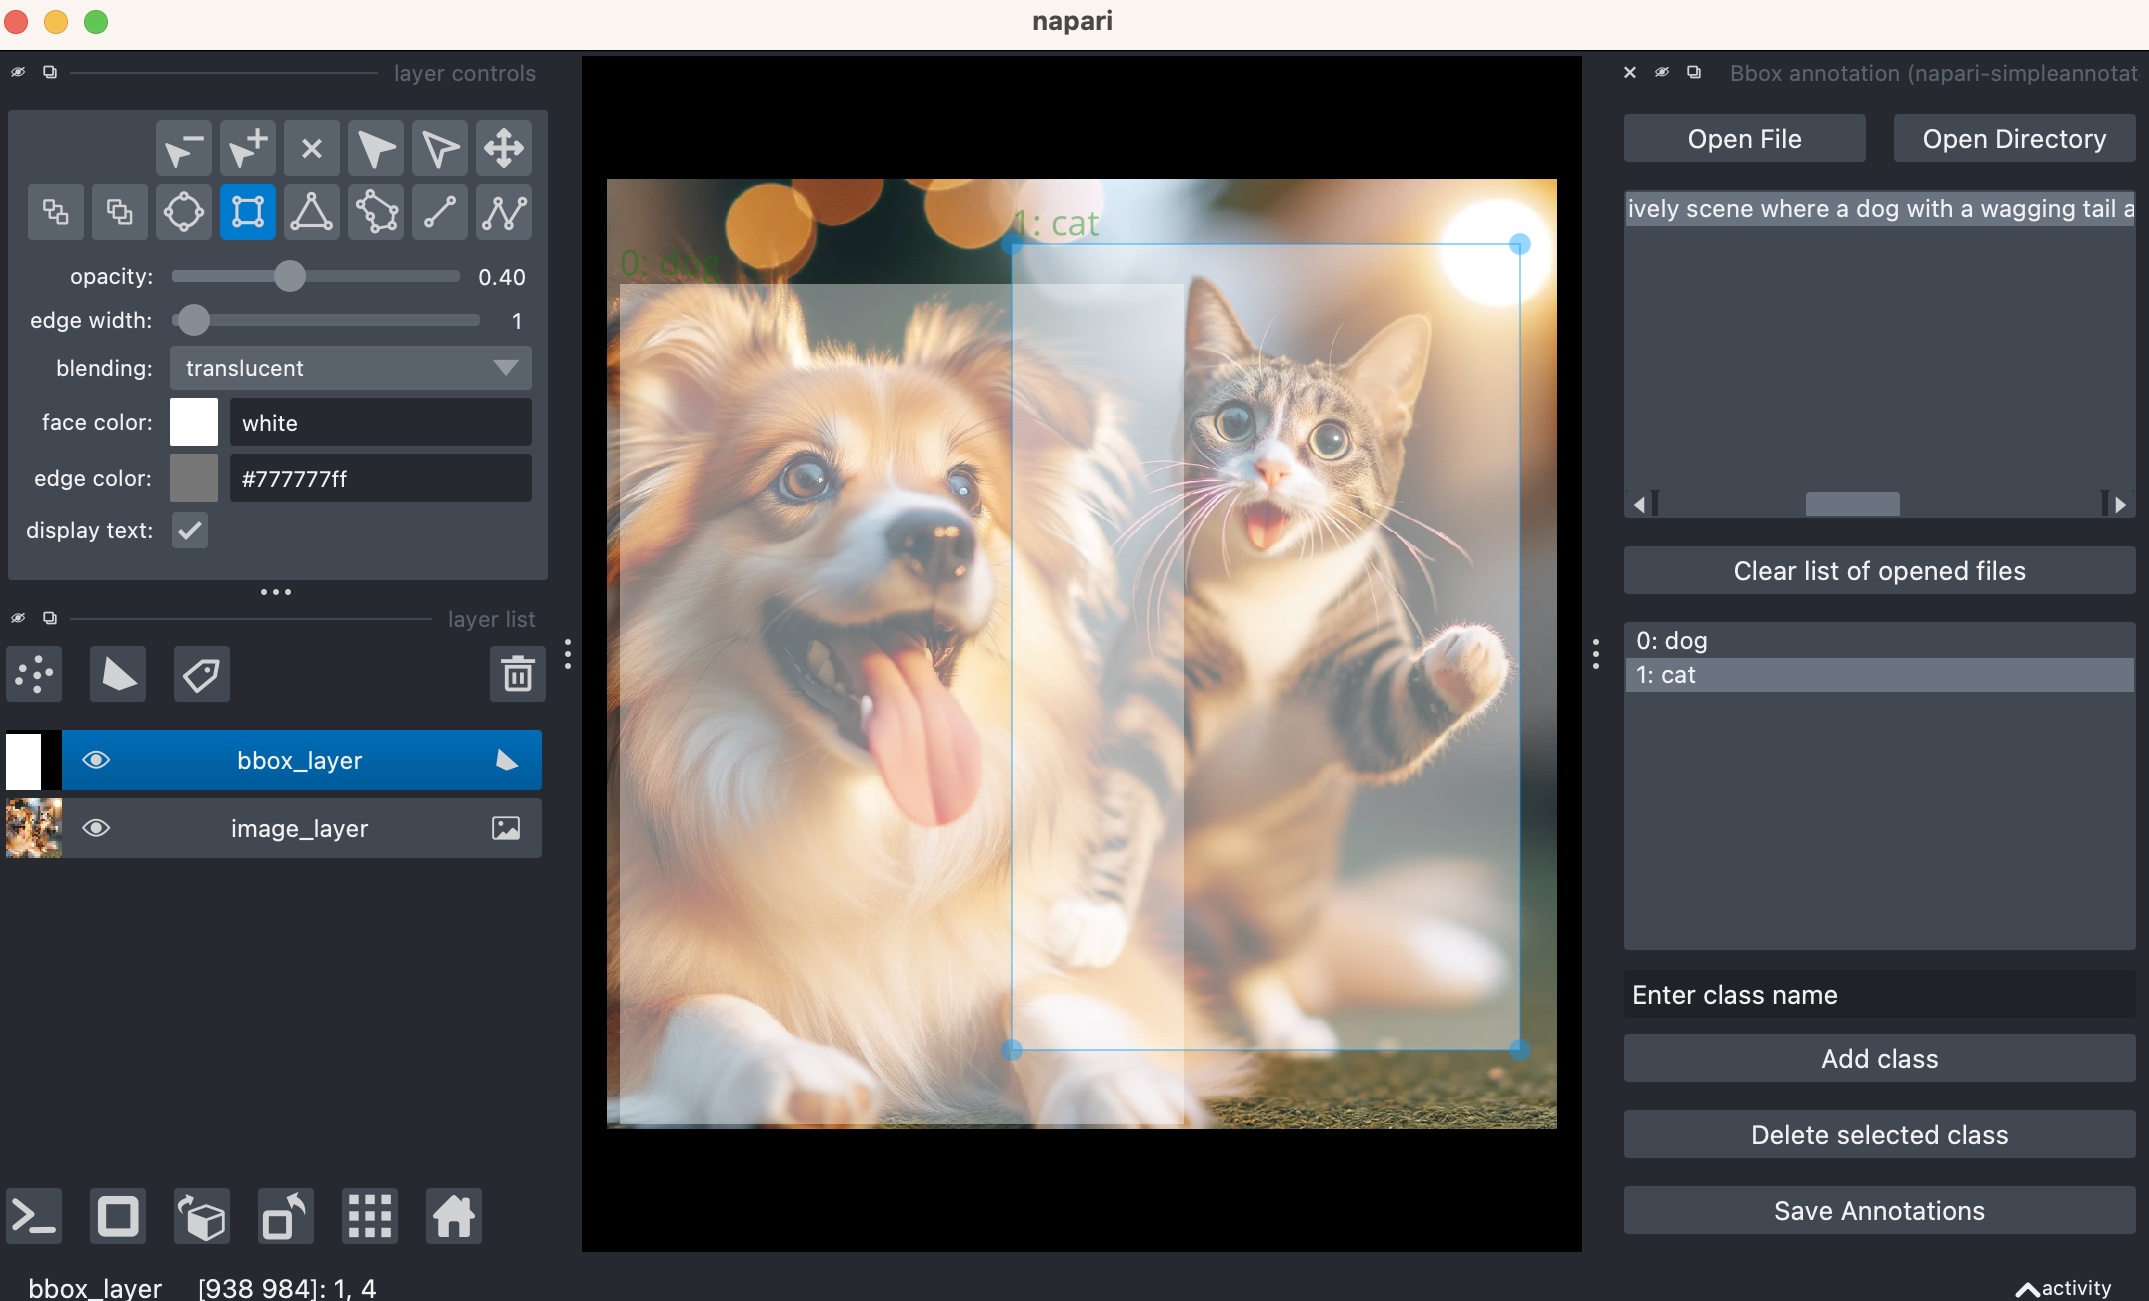 napari
layer controls
opacity: 0.40
edge width: 1
blending: translucent
face color: white
edge color: #777777ff
display text:
layer list
bbox_layer
image_layer
bbox_layer [938 984]: 1, 4
1: cat
0: dog
Bbox annotation (napari-simpleannotat
Open File Open Directory
ively scene where a dog with a wagging tail a
Clear list of opened files
0: dog
1: cat
Enter class name
Add class
Delete selected class
Save Annotations
activity